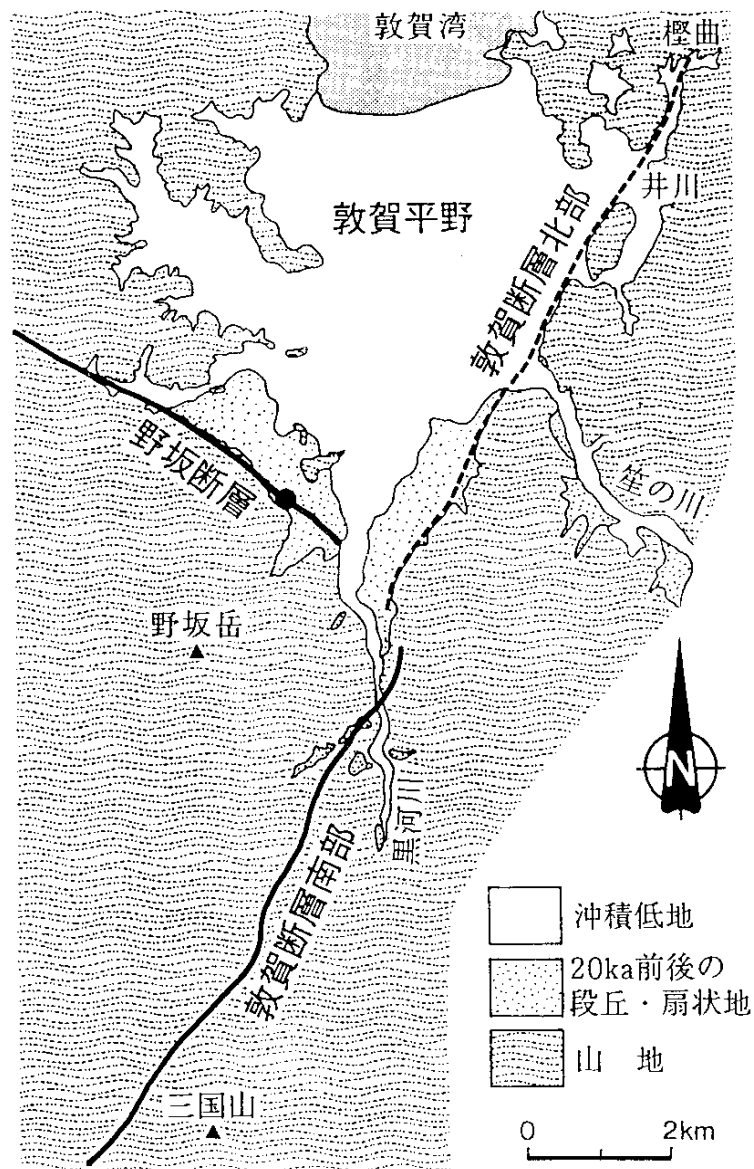 敦賀湾
樫曲
井川
敦賀平野
敦賀断層北部
野坂断層
笙の川
野坂岳
N
黒河川
敦賀断層南部
三国山
沖積低地
20ka前後の
段丘・扇状地
山地
0 2km